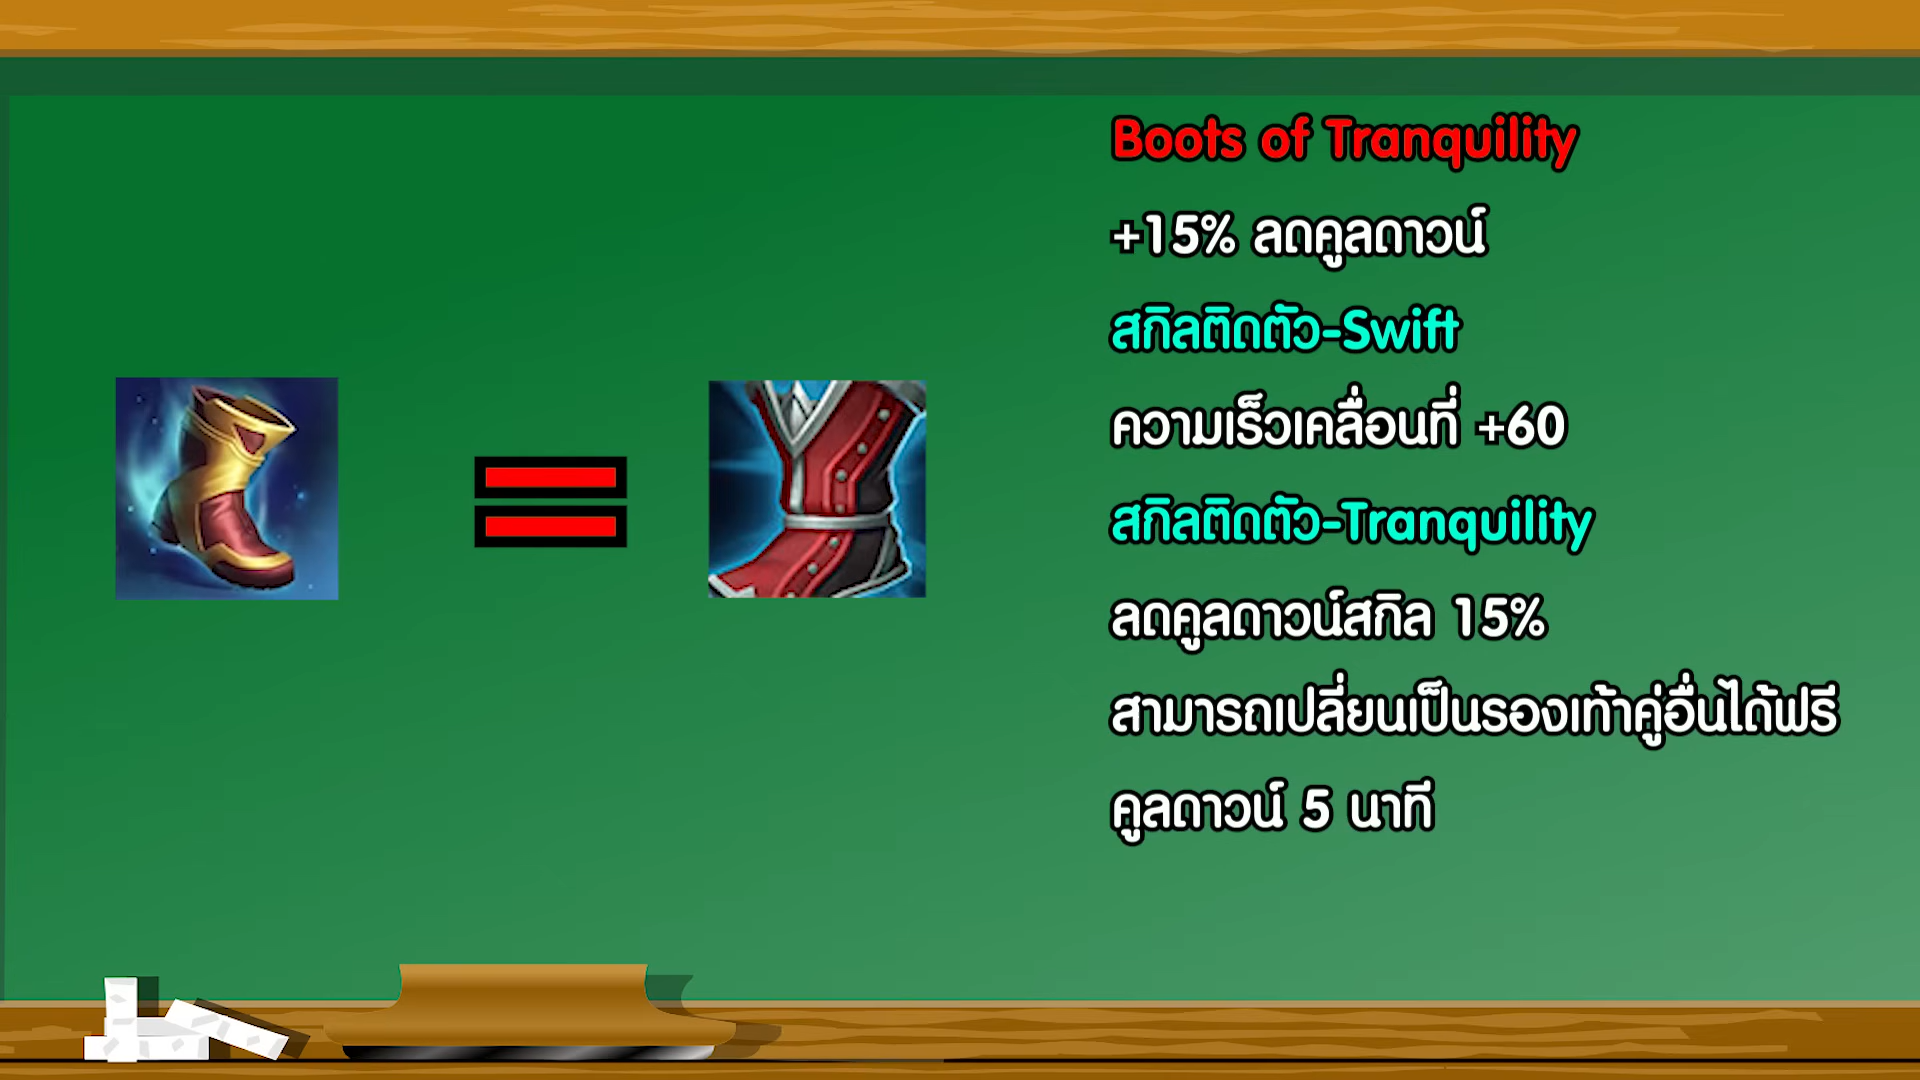 Boots of Tranquility
+15% ลดคูลดาวน์
สกิลติดตัว-Swift
ความเร็วเคลื่อนที่ +60
สกิลติดตัว-Tranquility
ลดคูลดาวน์สกิล 15%
สามารถเปลี่ยนเป็นรองเท้าคู่อื่นได้ฟรี
คูลดาวน์ 5 นาที